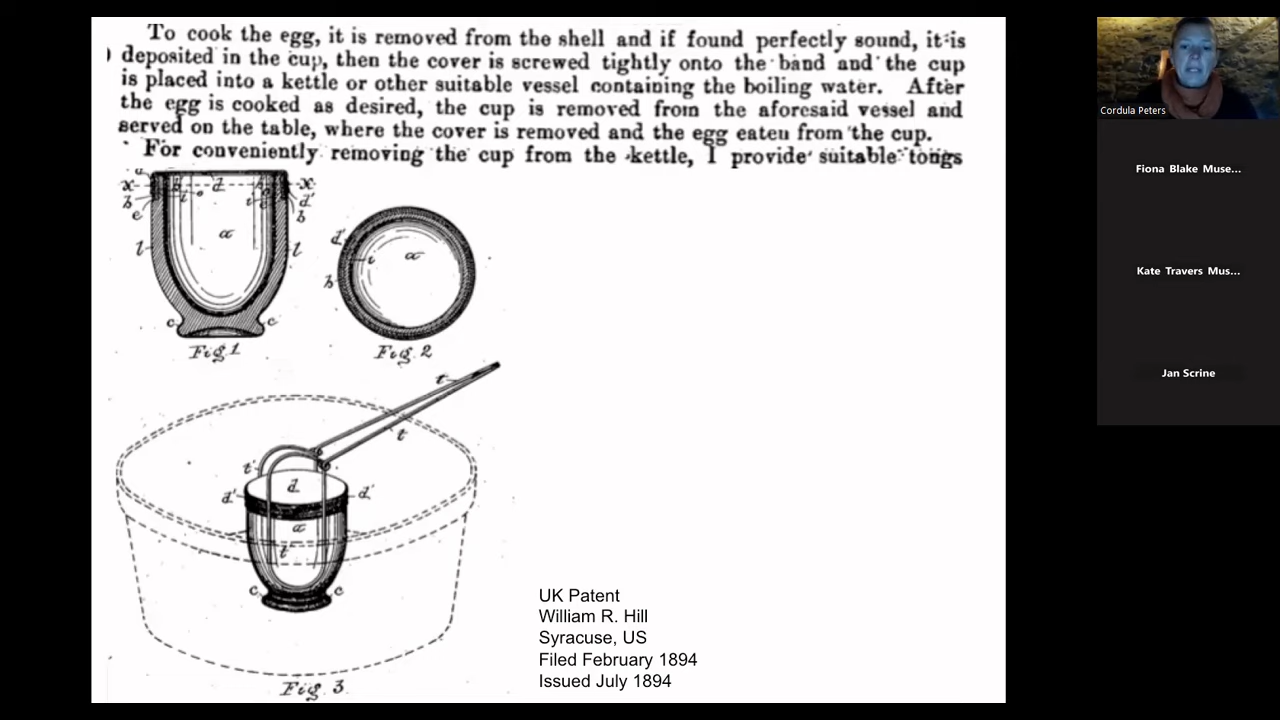 To cook the egg, it is removed from the shell and if found perfectly sound, it is
deposited in the cup, then the cover is screwed tightly onto the band and the cup
is placed into a kettle or other suitable vessel containing the boiling water. After
the egg is cooked as desired, the cup is removed from the aforesaid vessel and
served on the table, where the cover is removed and the egg eaten from the cup.
For conveniently removing the cup from the kettle, I provide suitable tongs
a
x d x
b i o i d'
e b
l a l
c c
Fig 1
d'
i a
b
Fig. 2
t
t
t'
d' d d'
a
t'
c c
Fig. 3.
UK Patent
William R. Hill
Syracuse, US
Filed February 1894
Issued July 1894
Cordula Peters
Fiona Blake Muse...
Kate Travers Mus...
Jan Scrine